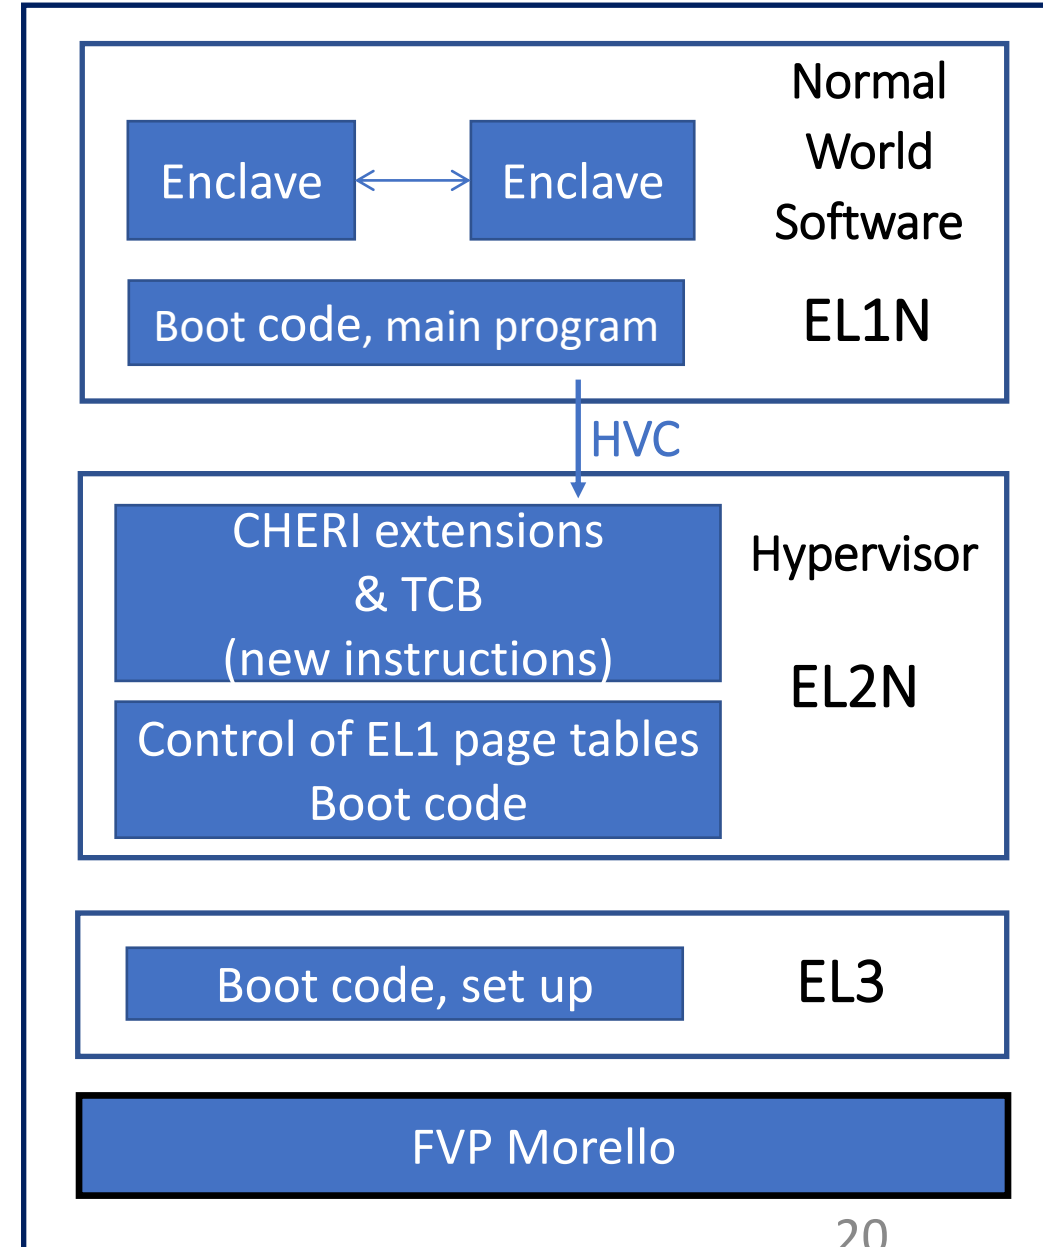 Normal
World
Software
EL1N
Enclave
Enclave
Boot code, main program
HVC
CHERI extensions
& TCB
(new instructions)
Hypervisor
EL2N
Control of EL1 page tables
Boot code
Boot code, set up
EL3
FVP Morello
20